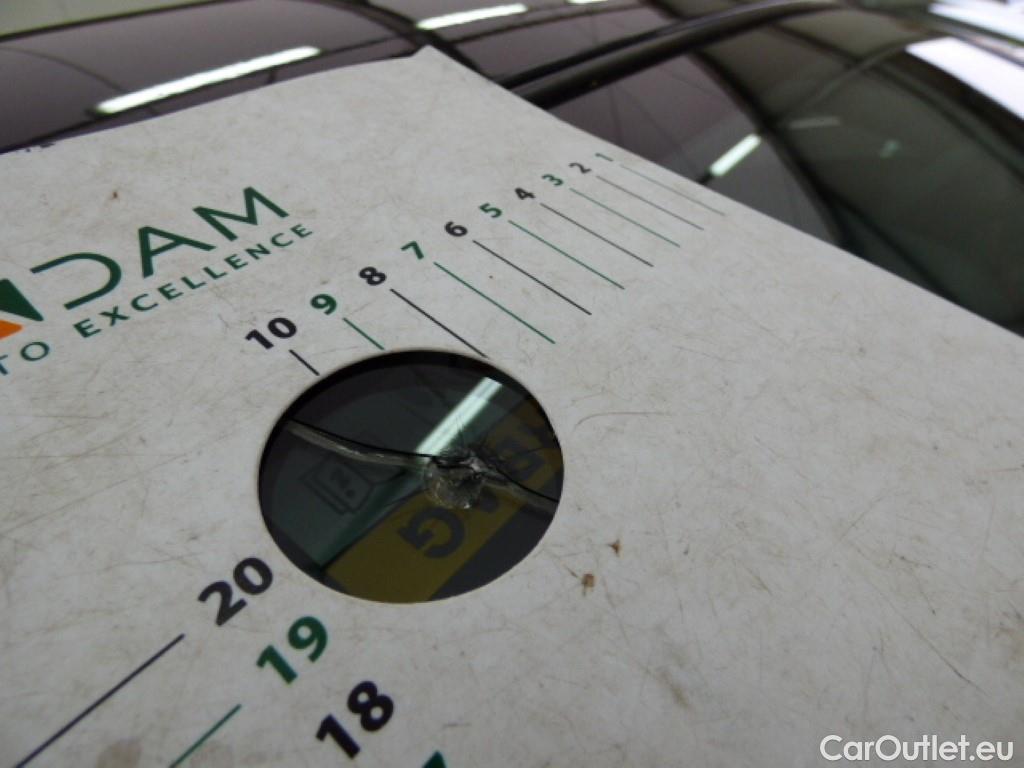 DAM
TO EXCELLENCE
10 9 8 7 6 5 4 3 2 1
G
20
19
18
CarOutlet.eu